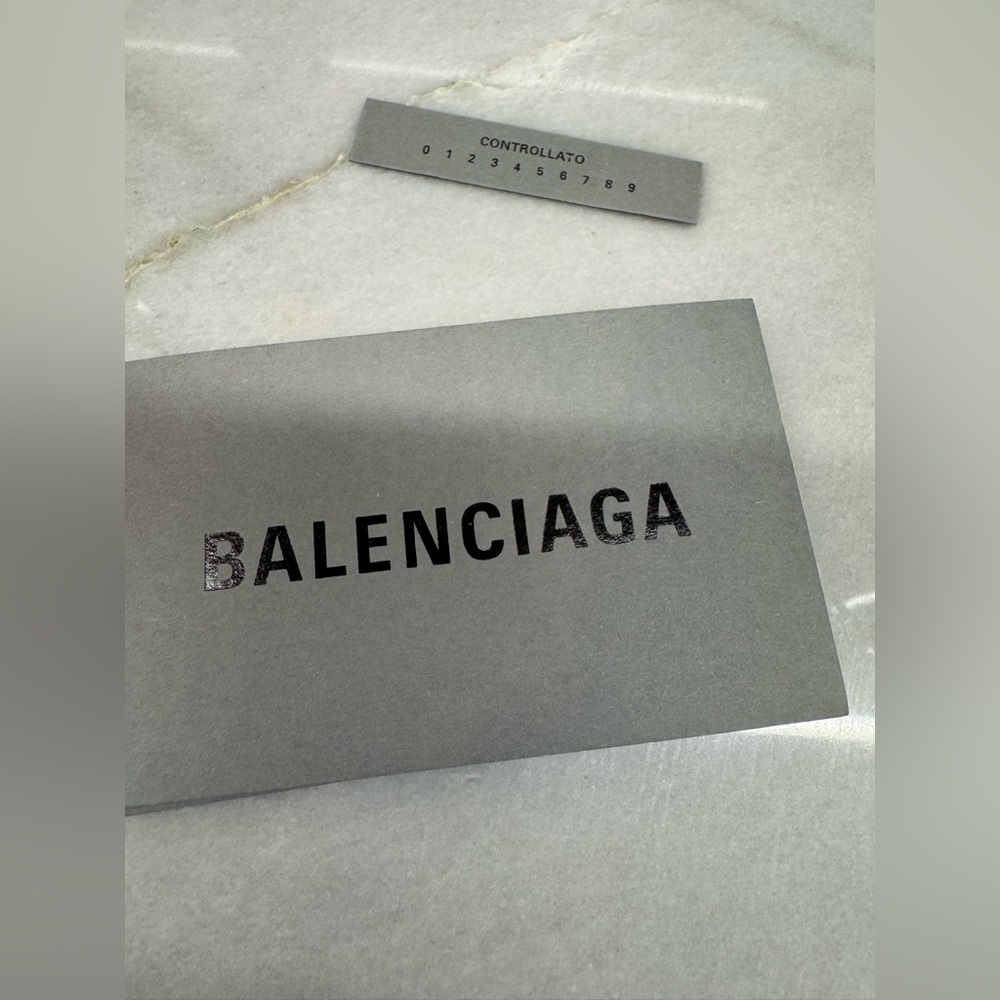 CONTROLLATO
0 1 2 3 4 5 6 7 8 9
BALENCIAGA